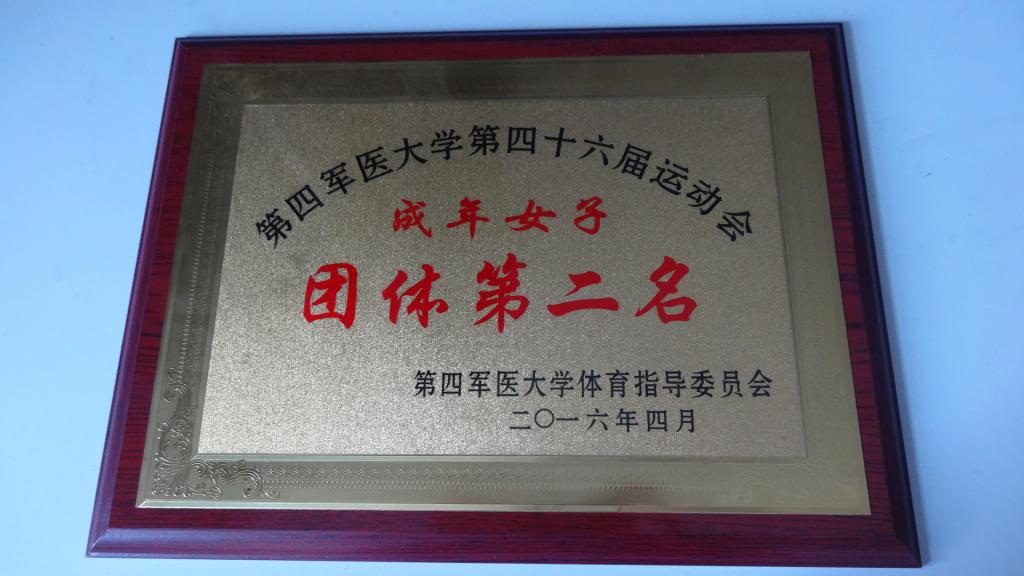 第四军医大学第四十六届运动会
成年女子
团体第二名
第四军医大学体育指导委员会
二〇一六年四月